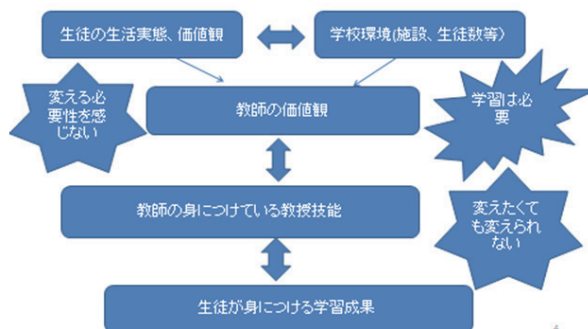 生徒の生活実態、価値観
学校環境(施設、生徒数等)
変える必
要性を感
じない
教師の価値観
学習は必
要
教師の身につけている教授技能
変えたくて
も変えられ
ない
生徒が身につける学習成果